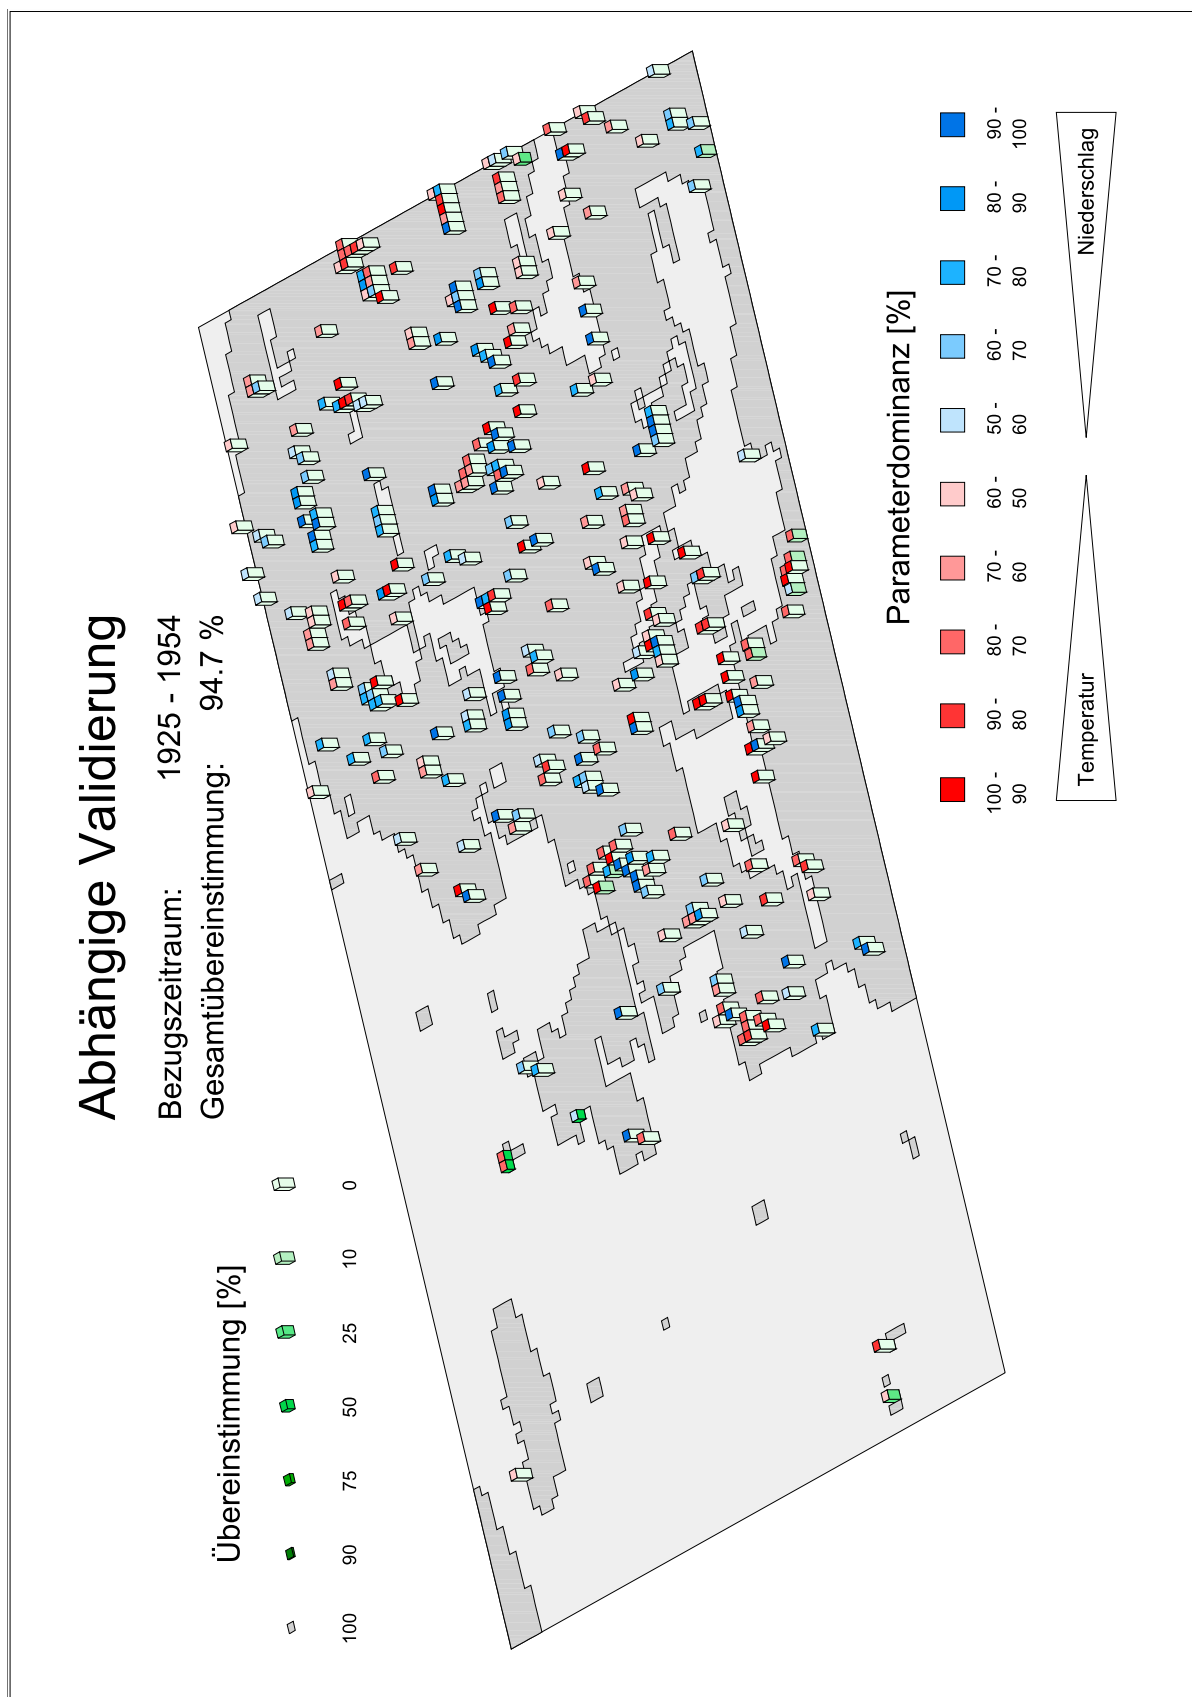 Abhängige Validierung
Bezugszeitraum: 1925 - 1954
Gesamtübereinstimmung: 94.7 %
Übereinstimmung [%]
100 90 75 50 25 10 0
Parameterdominanz [%]
100 - 90
90 - 80
80 - 70
70 - 60
60 - 50
50 - 60
60 - 70
70 - 80
80 - 90
90 - 100
Temperatur
Niederschlag